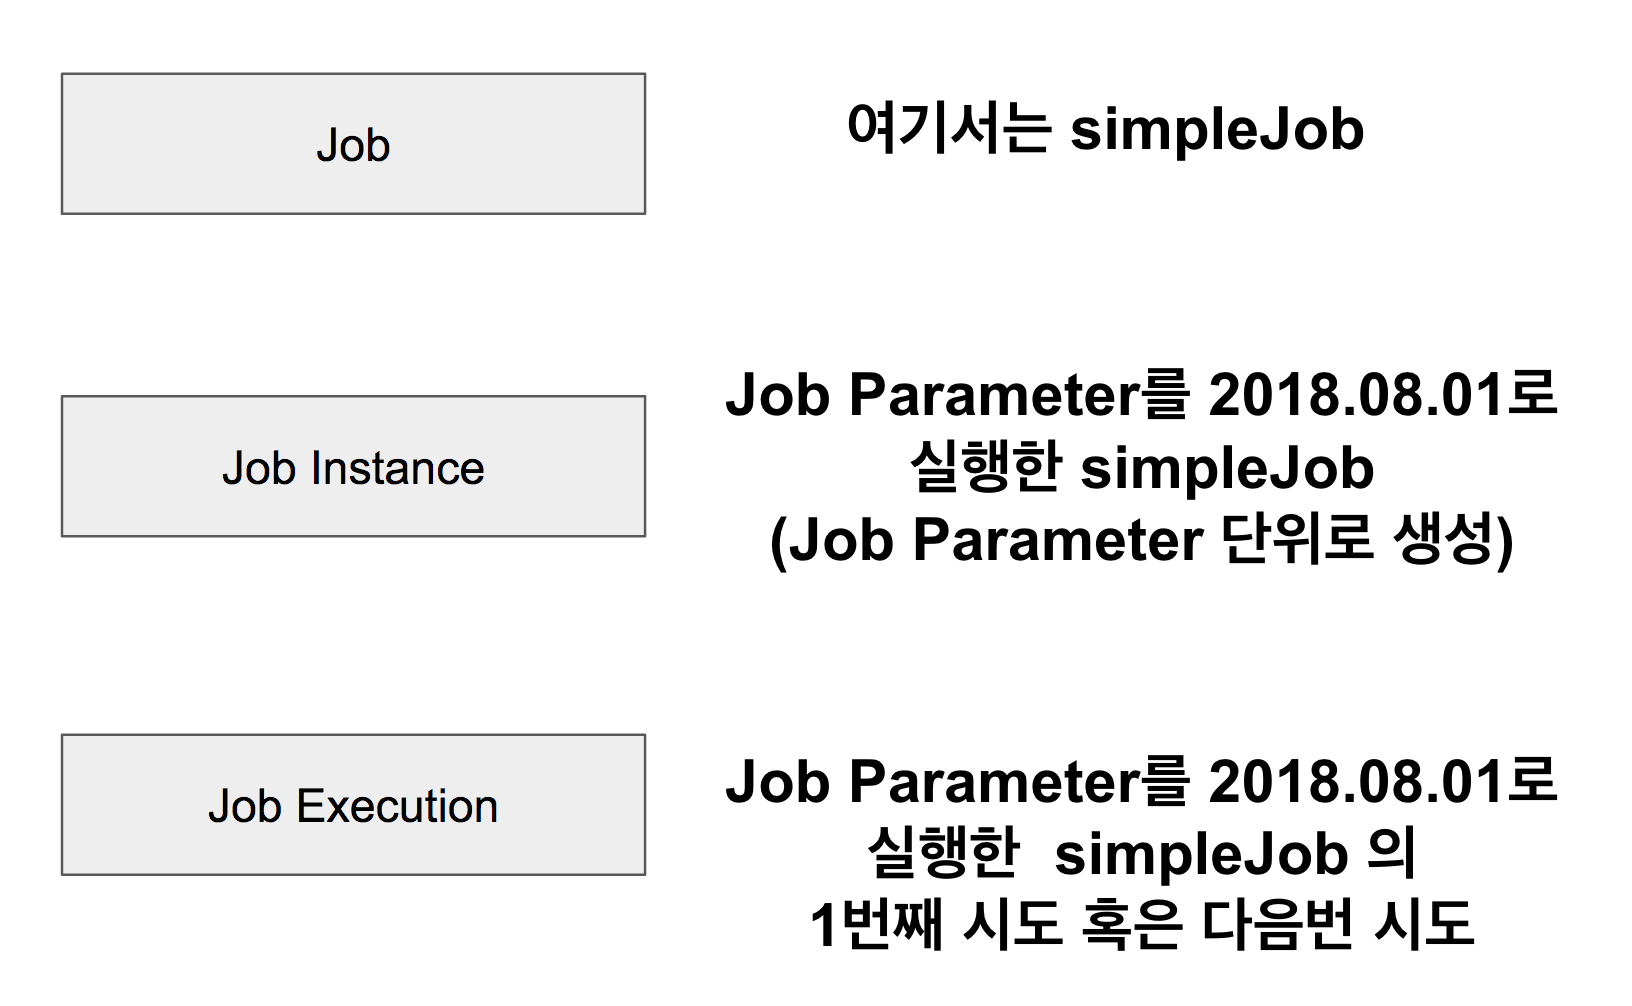 Job
여기서는 simpleJob
Job Instance
Job Parameter를 2018.08.01로
실행한 simpleJob
(Job Parameter 단위로 생성)
Job Execution
Job Parameter를 2018.08.01로
실행한 simpleJob 의
1번째 시도 혹은 다음번 시도